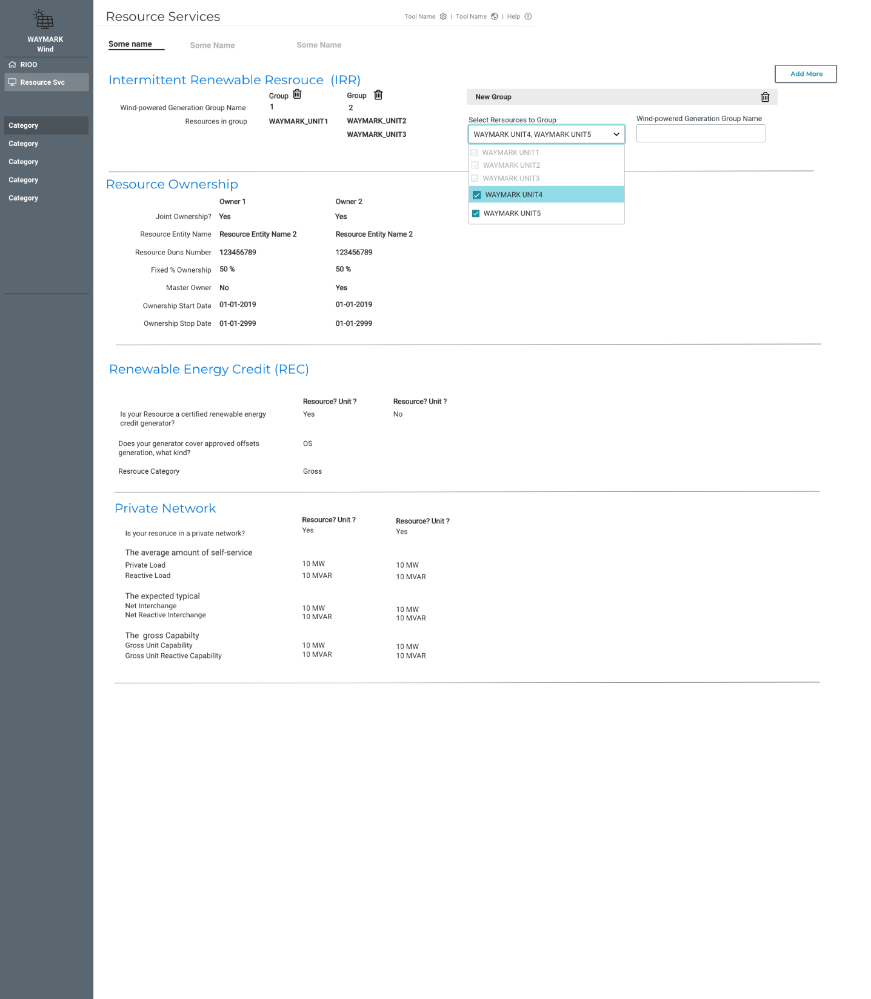 WAYMARK
Wind
RIOO
Resource Svc
Category
Category
Category
Category
Category
Resource Services
Tool Name | Tool Name | Help
Some name Some Name Some Name
Add More
Intermittent Renewable Resrouce (IRR)
Group Group
Wind-powered Generation Group Name 1 2
Resources in group WAYMARK_UNIT1 WAYMARK_UNIT2
WAYMARK_UNIT3
New Group
Select Rersources to Group Wind-powered Generation Group Name
WAYMARK UNIT4, WAYMARK UNIT5
WAYMARK UNIT1
WAYMARK UNIT2
WAYMARK UNIT3
WAYMARK UNIT4
WAYMARK UNIT5
Resource Ownership
Owner 1 Owner 2
Joint Ownership? Yes Yes
Resource Entity Name Resource Entity Name 2 Resource Entity Name 2
Resource Duns Number 123456789 123456789
Fixed % Ownership 50 % 50 %
Master Owner No Yes
Ownership Start Date 01-01-2019 01-01-2019
Ownership Stop Date 01-01-2999 01-01-2999
Renewable Energy Credit (REC)
Resource? Unit ? Resource? Unit ?
Is your Resource a certified renewable energy Yes No
credit generator?
Does your generator cover approved offsets OS
generation, what kind?
Resrouce Category Gross
Private Network
Resource? Unit ? Resource? Unit ?
Is your resoruce in a private network? Yes Yes
The average amount of self-service
Private Load 10 MW 10 MW
Reactive Load 10 MVAR 10 MVAR
The expected typical
Net Interchange 10 MW 10 MW
Net Reactive Interchange 10 MVAR 10 MVAR
The gross Capabilty
Gross Unit Capability 10 MW 10 MW
Gross Unit Reactive Capability 10 MVAR 10 MVAR